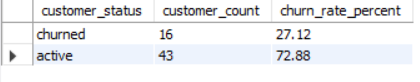 customer_status customer_count churn_rate_percent
churned 16 27.12
active 43 72.88